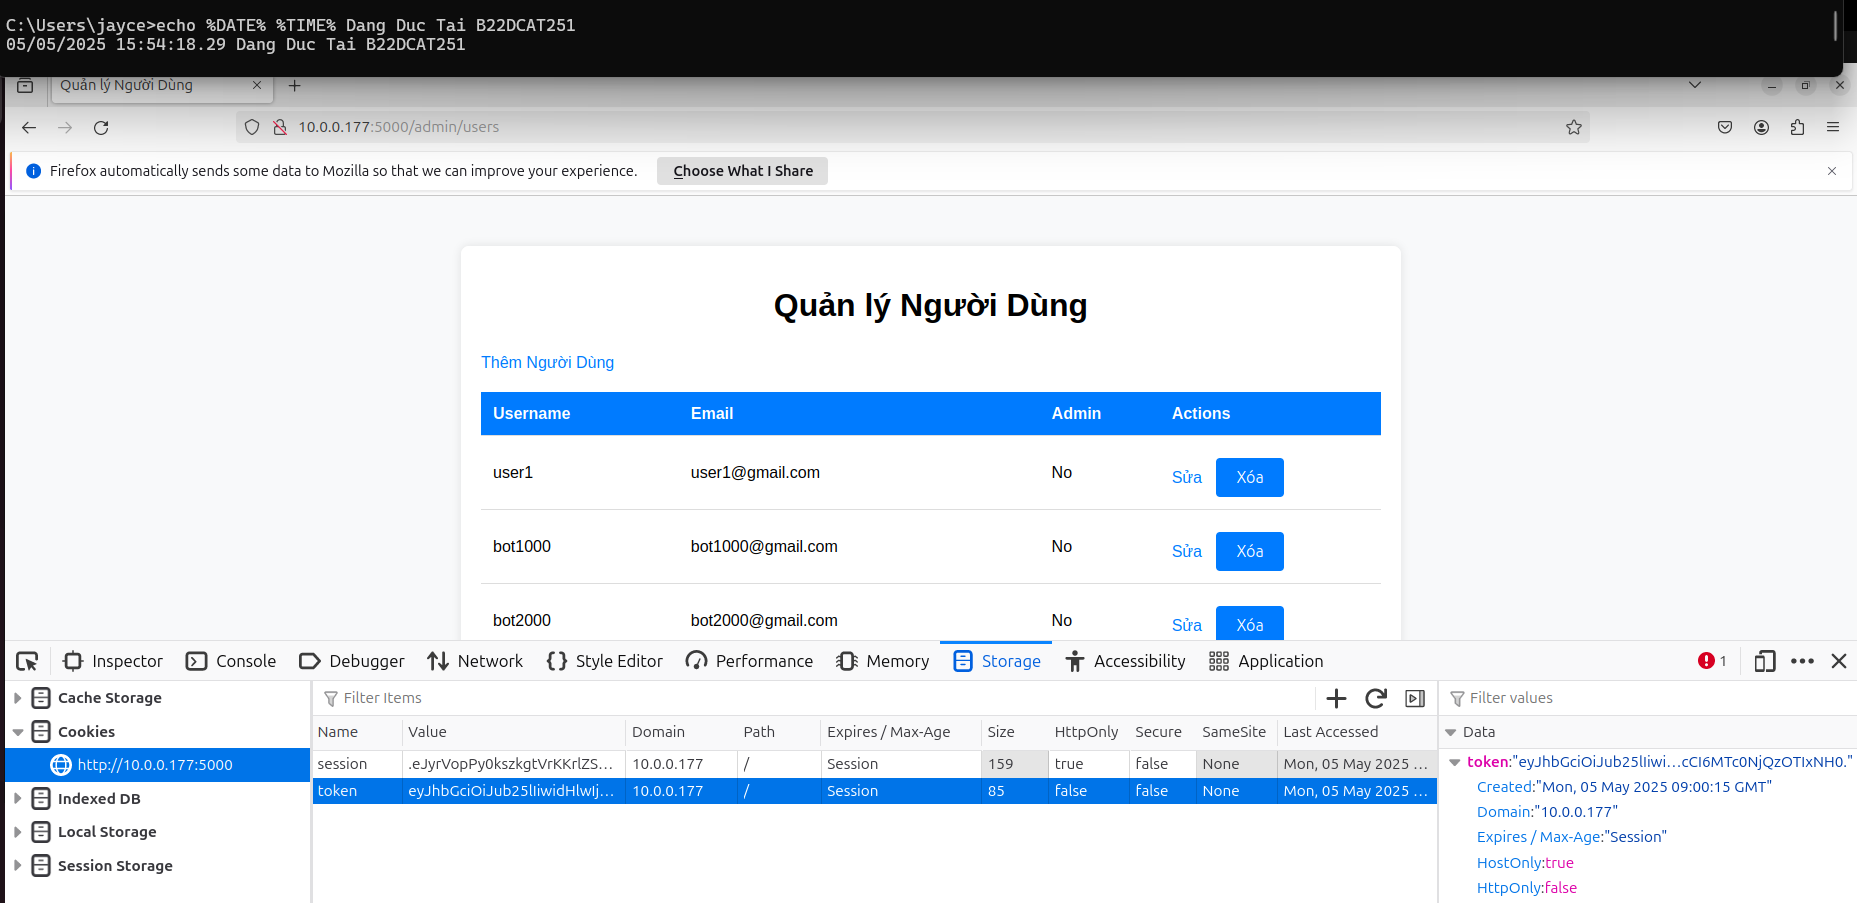 C:\Users\jayce>echo %DATE% %TIME% Dang Duc Tai B22DCAT251
05/05/2025 15:54:18.29 Dang Duc Tai B22DCAT251
Quản lý Người Dùng
10.0.0.177:5000/admin/users
Firefox automatically sends some data to Mozilla so that we can improve your experience. Choose What I Share
Quản lý Người Dùng
Thêm Người Dùng
Username Email Admin Actions
user1 user1@gmail.com No Sửa Xóa
bot1000 bot1000@gmail.com No Sửa Xóa
bot2000 bot2000@gmail.com No Sửa Xóa
Inspector Console Debugger Network Style Editor Performance Memory Storage Accessibility Application 1
Cache Storage
Cookies
http://10.0.0.177:5000
Indexed DB
Local Storage
Session Storage
Filter Items
Name Value Domain Path Expires / Max-Age Size HttpOnly Secure SameSite Last Accessed
session .eJyrVopPy0kszkgtVrKKrlZS... 10.0.0.177 / Session 159 true false None Mon, 05 May 2025 ...
token eyJhbGciOiJub25lIiwidHlwIj... 10.0.0.177 / Session 85 false false None Mon, 05 May 2025 ...
Filter values
Data
token:"eyJhbGciOiJub25lIiwi...cCI6MTc0NjQzOTIxNH0."
Created:"Mon, 05 May 2025 09:00:15 GMT"
Domain:"10.0.0.177"
Expires / Max-Age:"Session"
HostOnly:true
HttpOnly:false